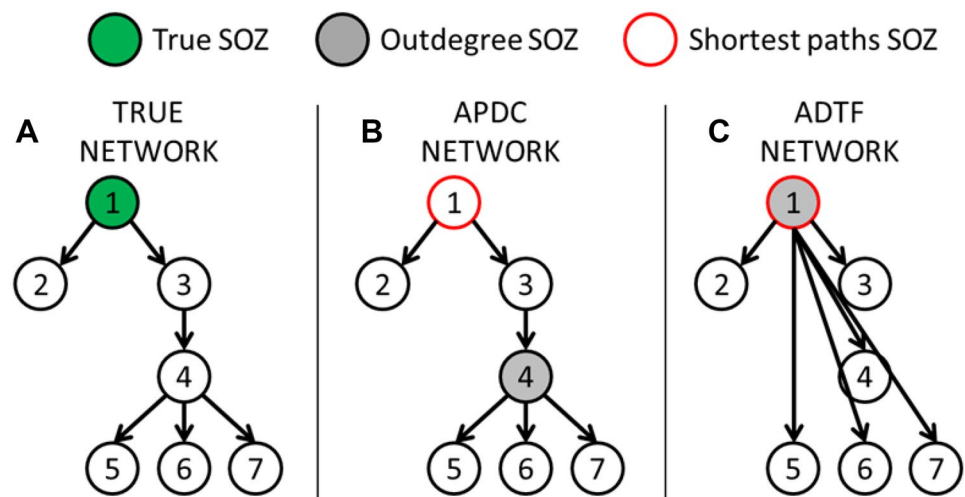 True SOZ
Outdegree SOZ
Shortest paths SOZ
A
TRUE
NETWORK
1
2
3
4
5 6 7
B
APDC
NETWORK
1
2
3
4
5 6 7
C
ADTF
NETWORK
1
2
3
4
5 6 7